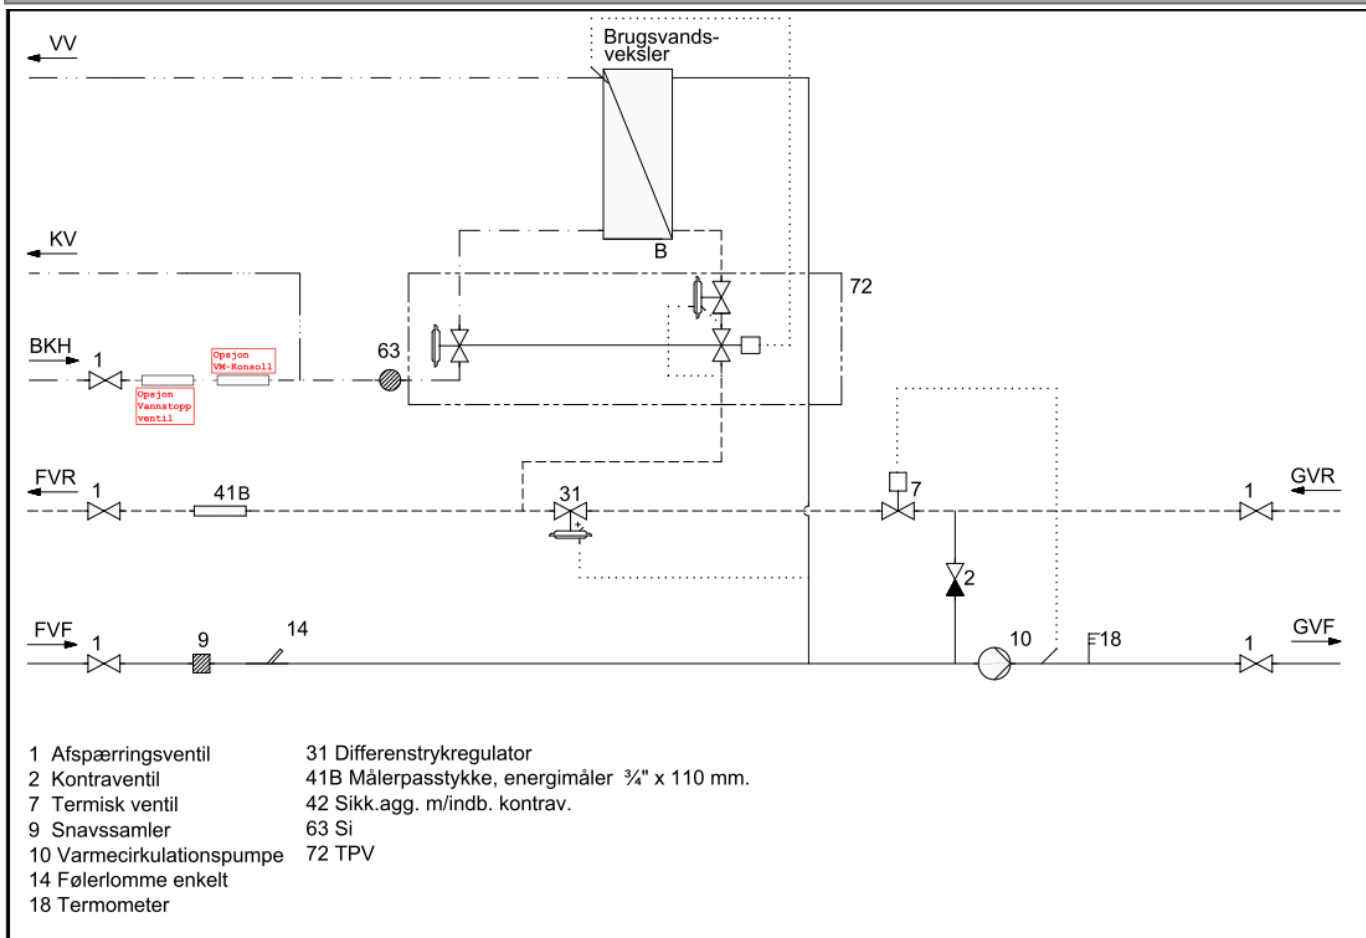 VV
Brugsvands-
veksler
B
KV
72
BKH
1
Opsjon
VM-Konsoll
63
Opsjon
Vannstopp
ventil
FVR
1
41B
31
+
7
1
GVR
2
FVF
1
9
14
10
18
1
GVF
1 Afspærringsventil
2 Kontraventil
7 Termisk ventil
9 Snavssamler
10 Varmecirkulationspumpe
14 Følerlomme enkelt
18 Termometer
31 Differenstrykregulator
41B Målerpasstykke, energimåler ¾" x 110 mm.
42 Sikk.agg. m/indb. kontrav.
63 Si
72 TPV